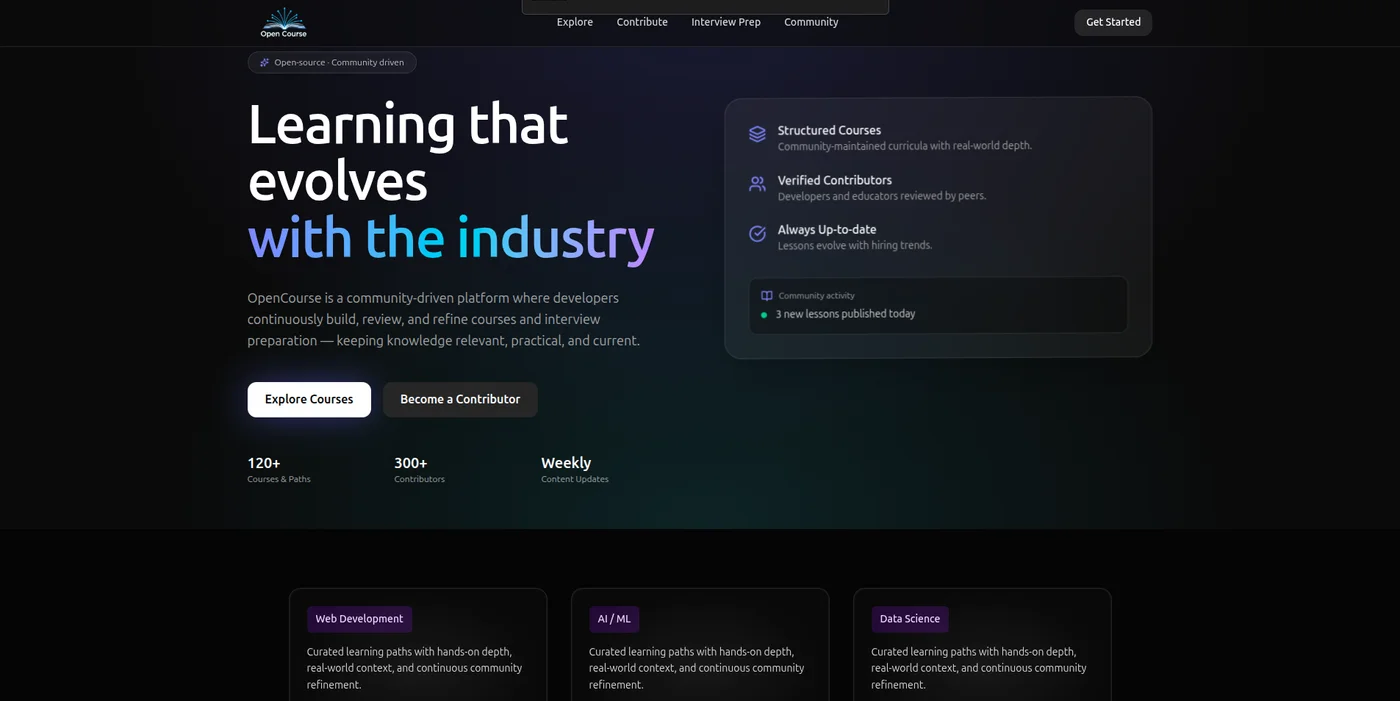 Open Course
Explore
Contribute
Interview Prep
Community
Get Started
Open-source · Community driven
Learning that
evolves
with the industry
OpenCourse is a community-driven platform where developers
continuously build, review, and refine courses and interview
preparation — keeping knowledge relevant, practical, and current.
Explore Courses
Become a Contributor
120+
Courses & Paths
300+
Contributors
Weekly
Content Updates
Structured Courses
Community-maintained curricula with real-world depth.
Verified Contributors
Developers and educators reviewed by peers.
Always Up-to-date
Lessons evolve with hiring trends.
Community activity
3 new lessons published today
Web Development
Curated learning paths with hands-on depth,
real-world context, and continuous community
refinement.
AI / ML
Curated learning paths with hands-on depth,
real-world context, and continuous community
refinement.
Data Science
Curated learning paths with hands-on depth,
real-world context, and continuous community
refinement.